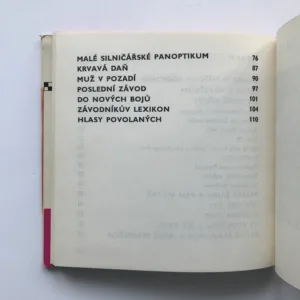 MALÉ SILNIČÁŘSKÉ PANOPTIKUM 76
KRVAVÁ DAŇ 87
MUŽ V POZADÍ 90
POSLEDNÍ ZÁVOD 97
DO NOVÝCH BOJŮ 101
ZÁVODNÍKŮV LEXIKON 104
HLASY POVOLANÝCH 110